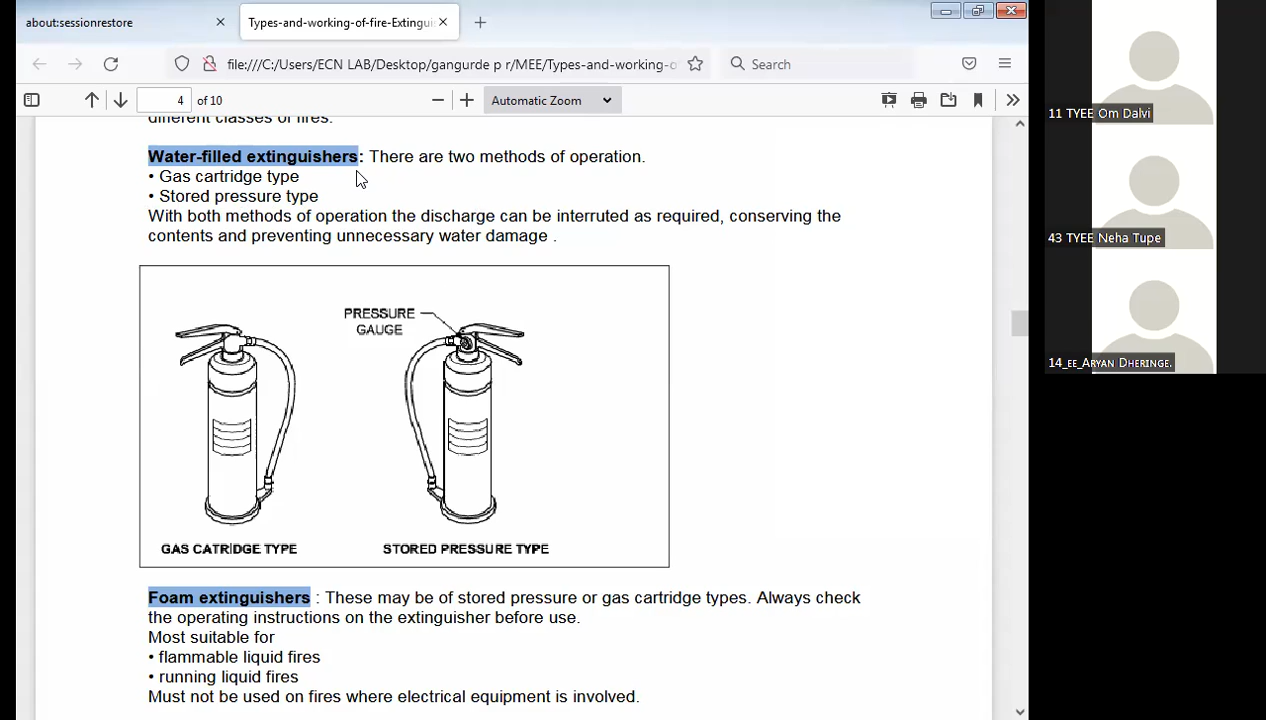 about:sessionrestore
Types-and-working-of-fire-Extingui
file:///C:/Users/ECN LAB/Desktop/gangurde p r/MEE/Types-and-working-o
Search
4 of 10
Automatic Zoom
different classes of fires.
Water-filled extinguishers: There are two methods of operation.
• Gas cartridge type
• Stored pressure type
With both methods of operation the discharge can be interruted as required, conserving the
contents and preventing unnecessary water damage .
PRESSURE
GAUGE
GAS CATRIDGE TYPE
STORED PRESSURE TYPE
Foam extinguishers : These may be of stored pressure or gas cartridge types. Always check
the operating instructions on the extinguisher before use.
Most suitable for
• flammable liquid fires
• running liquid fires
Must not be used on fires where electrical equipment is involved.
11 TYEE Om Dalvi
43 TYEE Neha Tupe
14_EE_ARYAN DHERINGE.